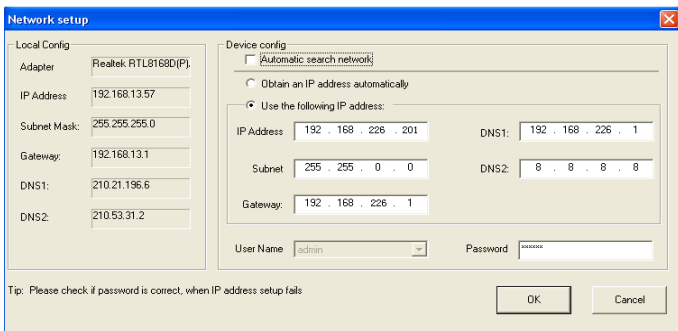 Network setup
Local Config
Adapter Realtek RTL8168D(P).
IP Address 192.168.13.57
Subnet Mask: 255.255.255.0
Gateway: 192.168.13.1
DNS1: 210.21.196.6
DNS2: 210.53.31.2
Device config
Automatic search network
Obtain an IP address automatically
Use the following IP address:
IP Address 192 . 168 . 226 . 201 DNS1: 192 . 168 . 226 . 1
Subnet 255 . 255 . 0 . 0 DNS2: 8 . 8 . 8 . 8
Gateway: 192 . 168 . 226 . 1
User Name admin Password ******
Tip: Please check if password is correct, when IP address setup fails
OK Cancel